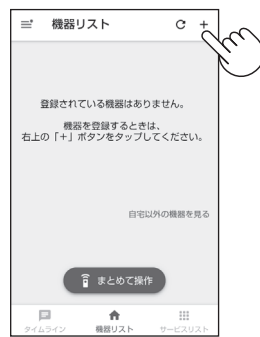 機器リスト
登録されている機器はありません。
機器を登録するときは、
右上の「+」ボタンをタップしてください。
自宅以外の機器を見る
まとめて操作
タイムライン 機器リスト サービスリスト